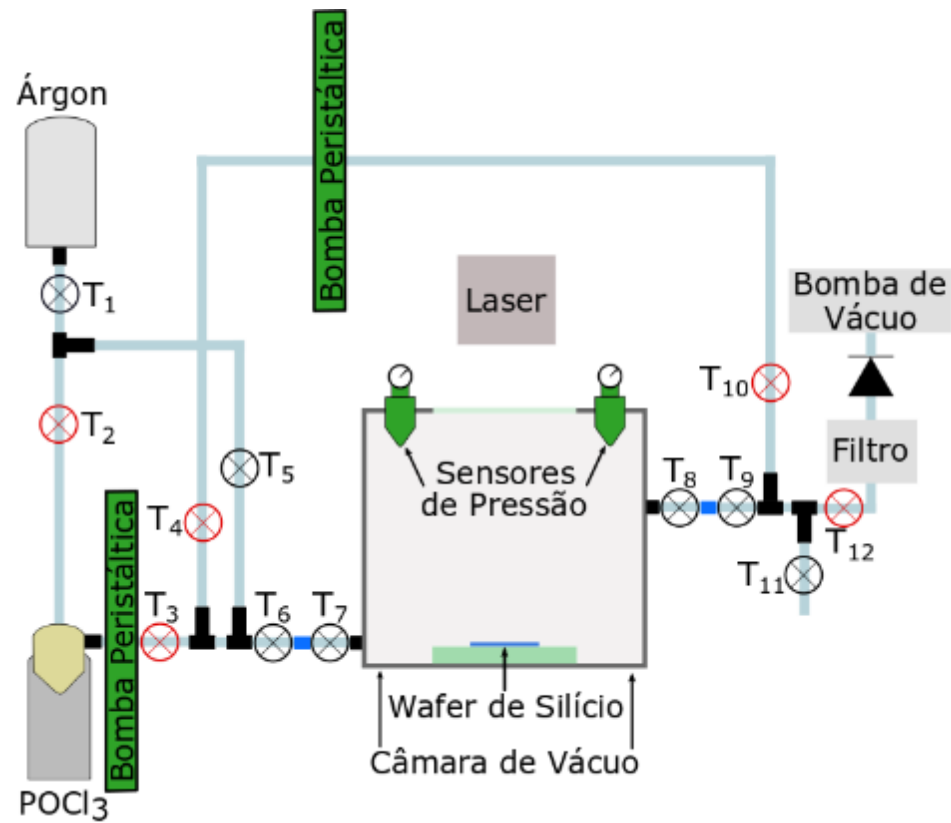 Árgon
T1
T2
POCl3
Bomba Peristáltica
T3
T4
T5
T6
T7
Bomba Peristáltica
Laser
Sensores
de Pressão
Wafer de Silício
Câmara de Vácuo
T8
T9
T10
T11
T12
Bomba de
Vácuo
Filtro